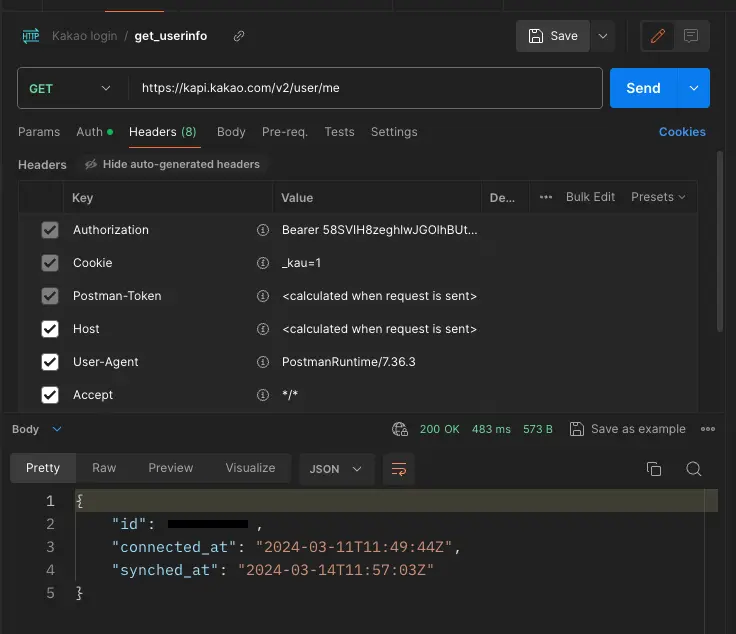 HTTP Kakao login / get_userinfo Save
GET https://kapi.kakao.com/v2/user/me Send
Params Auth Headers (8) Body Pre-req. Tests Settings Cookies
Headers Hide auto-generated headers
Key Value De... ••• Bulk Edit Presets
Authorization Bearer 58SVIH8zeghlwJGOlhBUt...
Cookie _kau=1
Postman-Token <calculated when request is sent>
Host <calculated when request is sent>
User-Agent PostmanRuntime/7.36.3
Accept */*
Body 200 OK 483 ms 573 B Save as example •••
Pretty Raw Preview Visualize JSON
1 {
2 "id": ,
3 "connected_at": "2024-03-11T11:49:44Z",
4 "synched_at": "2024-03-14T11:57:03Z"
5 }